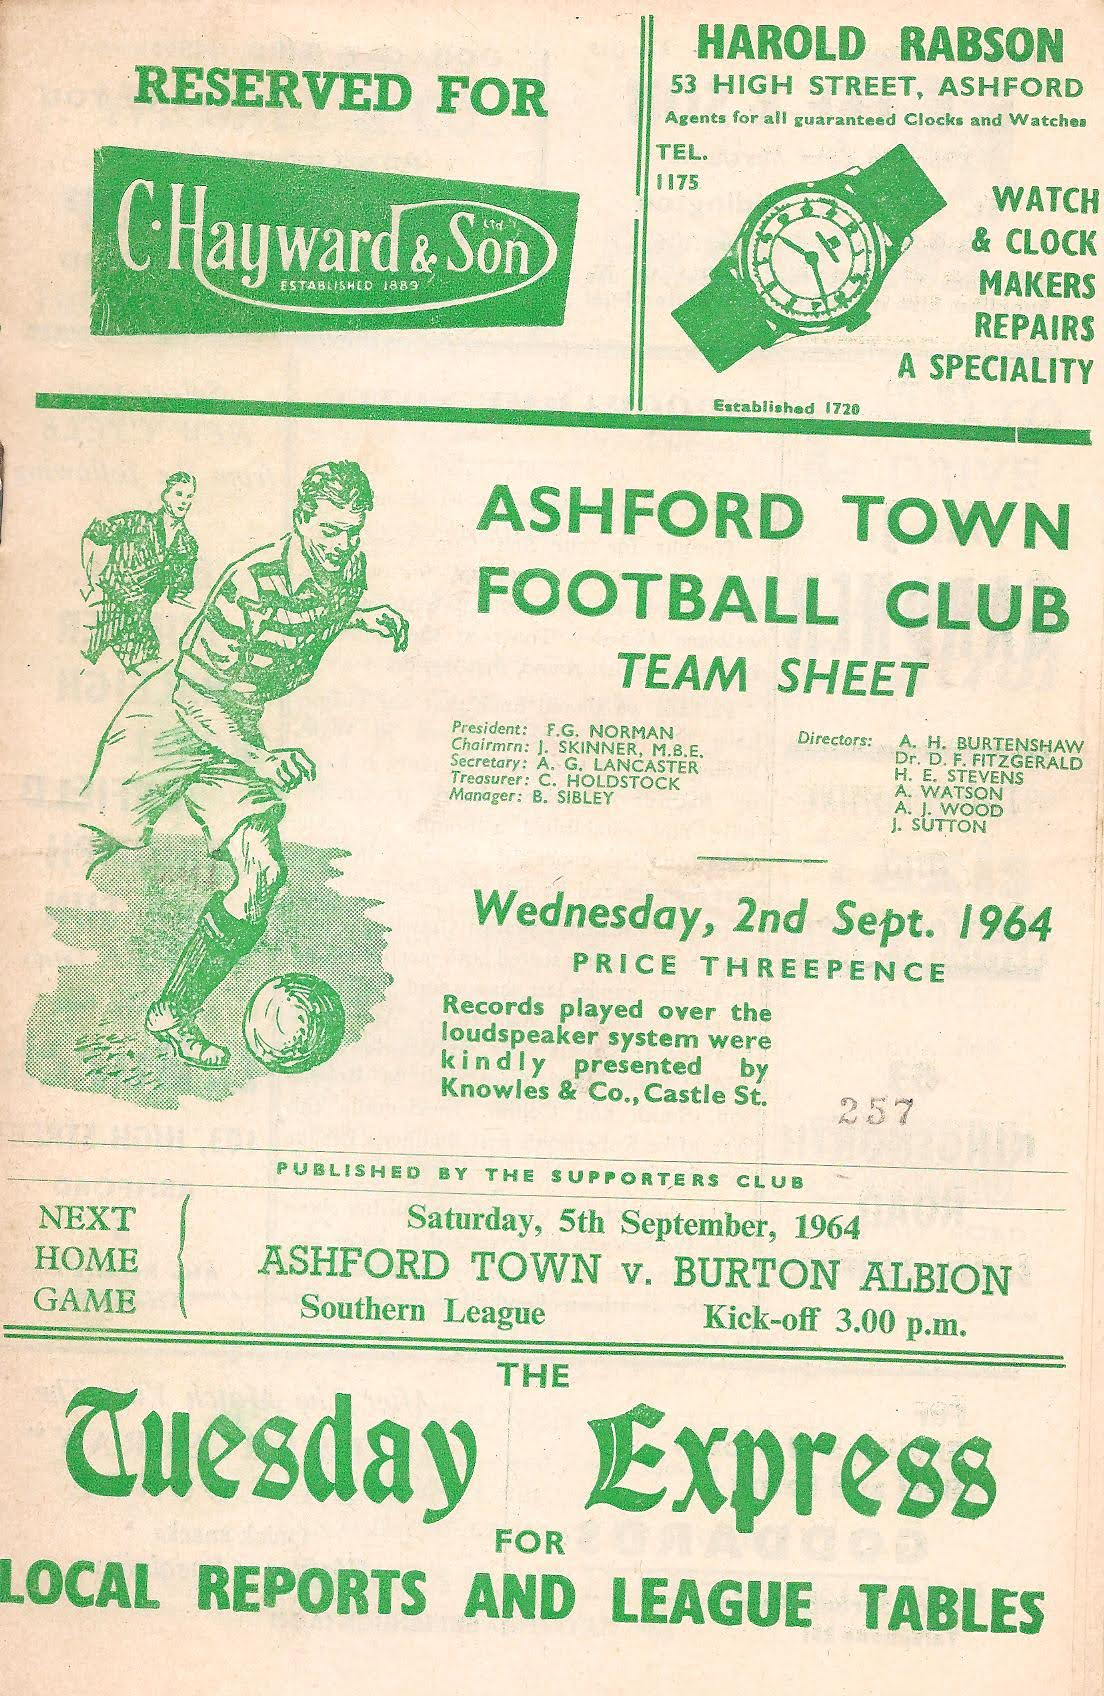 RESERVED FOR
C. Hayward & Son Ltd.
ESTABLISHED 1889
HAROLD RABSON
53 HIGH STREET, ASHFORD
Agents for all guaranteed Clocks and Watches
TEL.
1175
WATCH
& CLOCK
MAKERS
REPAIRS
A SPECIALITY
Established 1720
ASHFORD TOWN
FOOTBALL CLUB
TEAM SHEET
President: F.G. NORMAN
Chairmrn: J. SKINNER, M.B.E.
Secretary: A. G. LANCASTER
Treasurer: C. HOLDSTOCK
Manager: B. SIBLEY
Directors: A. H. BURTENSHAW
Dr. D. F. FITZGERALD
H. E. STEVENS
A. WATSON
A. J. WOOD
J. SUTTON
Wednesday, 2nd Sept. 1964
PRICE THREEPENCE
Records played over the
loudspeaker system were
kindly presented by
Knowles & Co., Castle St.
257
PUBLISHED BY THE SUPPORTERS CLUB
NEXT
HOME
GAME
Saturday, 5th September, 1964
ASHFORD TOWN v. BURTON ALBION
Southern League Kick-off 3.00 p.m.
THE
Tuesday Express
FOR
LOCAL REPORTS AND LEAGUE TABLES